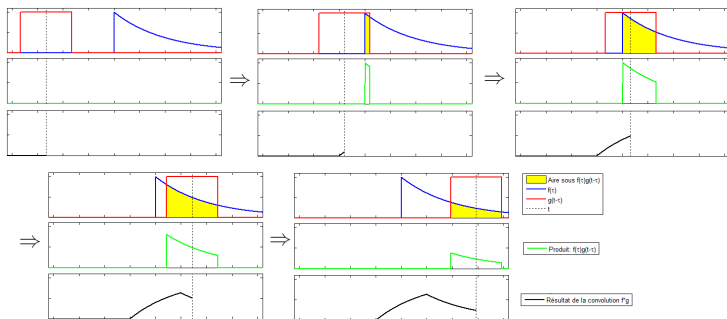 ⇒
⇒
⇒
⇒
Aire sous f(τ)g(t-τ)
f(τ)
g(t-τ)
t
Produit: f(τ)g(t-τ)
Résultat de la convolution f*g